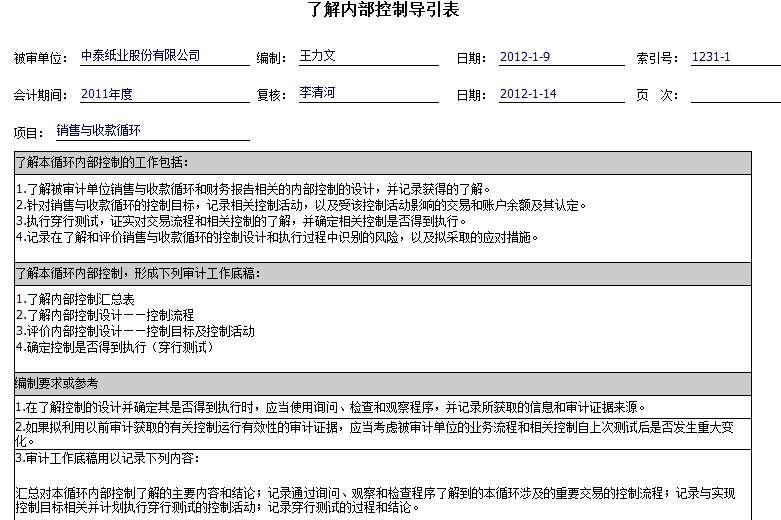 了解内部控制导引表
被审单位： 中泰纸业股份有限公司 编制： 王力文 日期： 2012-1-9 索引号： 1231-1
会计期间： 2011年度 复核： 李清河 日期： 2012-1-14 页 次：
项目： 销售与收款循环
了解本循环内部控制的工作包括：
1.了解被审计单位销售与收款循环和财务报告相关的内部控制的设计，并记录获得的了解。
2.针对销售与收款循环的控制目标，记录相关控制活动，以及受该控制活动影响的交易和账户余额及其认定。
3.执行穿行测试，证实对交易流程和相关控制的了解，并确定相关控制是否得到执行。
4.记录在了解和评价销售与收款循环的控制设计和执行过程中识别的风险，以及拟采取的应对措施。
了解本循环内部控制，形成下列审计工作底稿：
1.了解内部控制汇总表
2.了解内部控制设计——控制流程
3.评价内部控制设计——控制目标及控制活动
4.确定控制是否得到执行（穿行测试）
编制要求或参考
1.在了解控制的设计并确定其是否得到执行时，应当使用询问、检查和观察程序，并记录所获取的信息和审计证据来源。
2.如果拟利用以前审计获取的有关控制运行有效性的审计证据，应当考虑被审计单位的业务流程和相关控制自上次测试后是否发生重大变
化。
3.审计工作底稿用以记录下列内容：
汇总对本循环内部控制了解的主要内容和结论；记录通过询问、观察和检查程序了解到的本循环涉及的重要交易的控制流程；记录与实现
控制目标相关并计划执行穿行测试的控制活动；记录穿行测试的过程和结论。